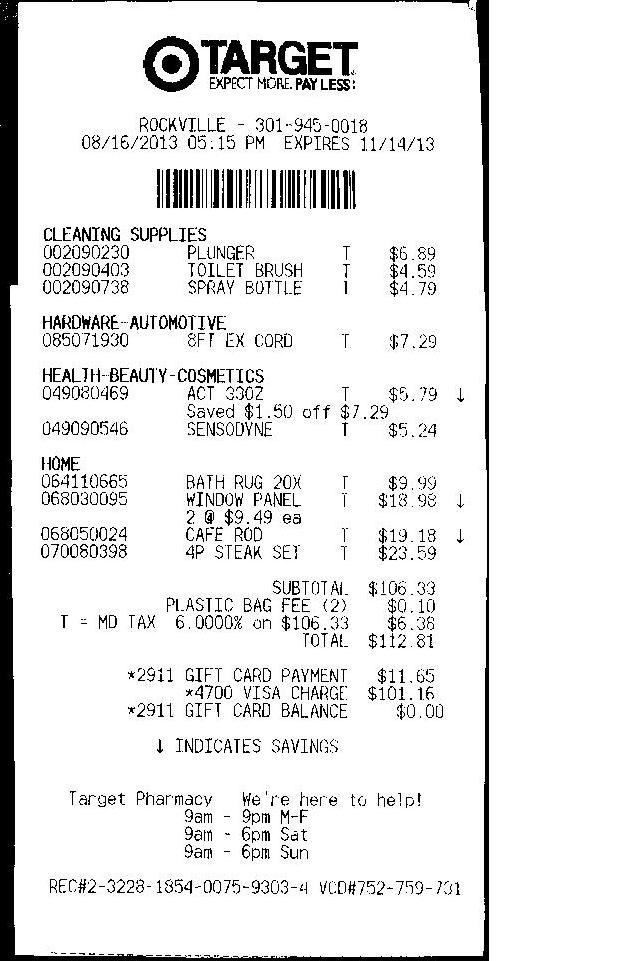 TARGET
EXPECT MORE. PAY LESS.
ROCKVILLE - 301-945-0018
08/16/2013 05:15 PM EXPIRES 11/14/13
CLEANING SUPPLIES
002090230 PLUNGER T $6.89
002090403 TOILET BRUSH T $4.59
002090738 SPRAY BOTTLE T $4.79
HARDWARE-AUTOMOTIVE
085071930 8FT EX CORD T $7.29
HEALTH-BEAUTY-COSMETICS
049080469 ACT 33OZ T $5.79 ↓
Saved $1.50 off $7.29
049090546 SENSODYNE T $5.24
HOME
064110665 BATH RUG 20X T $9.99
068030095 WINDOW PANEL T $18.98 ↓
2 @ $9.49 ea
068050024 CAFE ROD T $19.18 ↓
070080398 4P STEAK SET T $23.59
SUBTOTAL $106.33
PLASTIC BAG FEE (2) $0.10
T = MD TAX 6.0000% on $106.33 $6.38
TOTAL $112.81
*2911 GIFT CARD PAYMENT $11.65
*4700 VISA CHARGE $101.16
*2911 GIFT CARD BALANCE $0.00
↓ INDICATES SAVINGS
Target Pharmacy We're here to help!
9am - 9pm M-F
9am - 6pm Sat
9am - 6pm Sun
REC#2-3228-1854-0075-9303-4 VCD#752-759-701